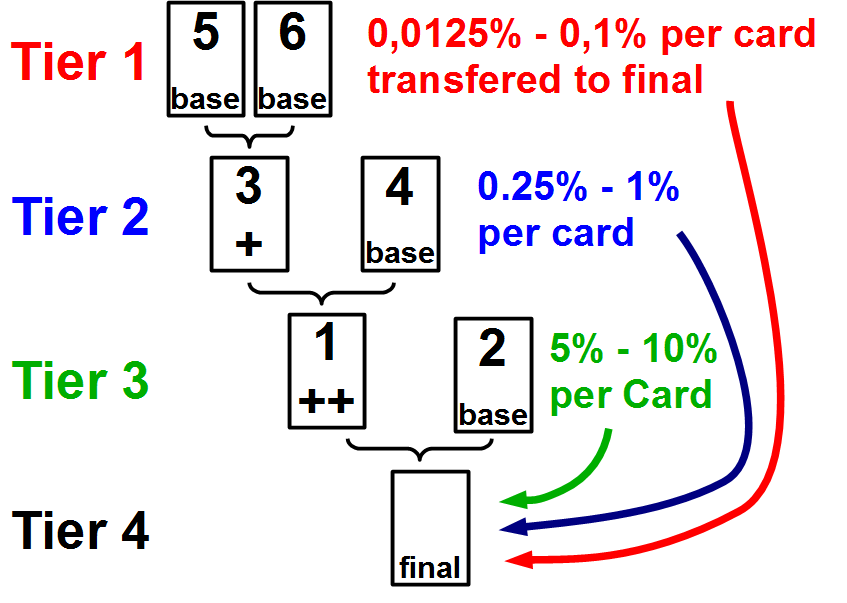 Tier 1
5
base
6
base
0,0125% - 0,1% per card
transfered to final
Tier 2
3
+
4
base
0.25% - 1%
per card
Tier 3
1
++
2
base
5% - 10%
per Card
Tier 4
final